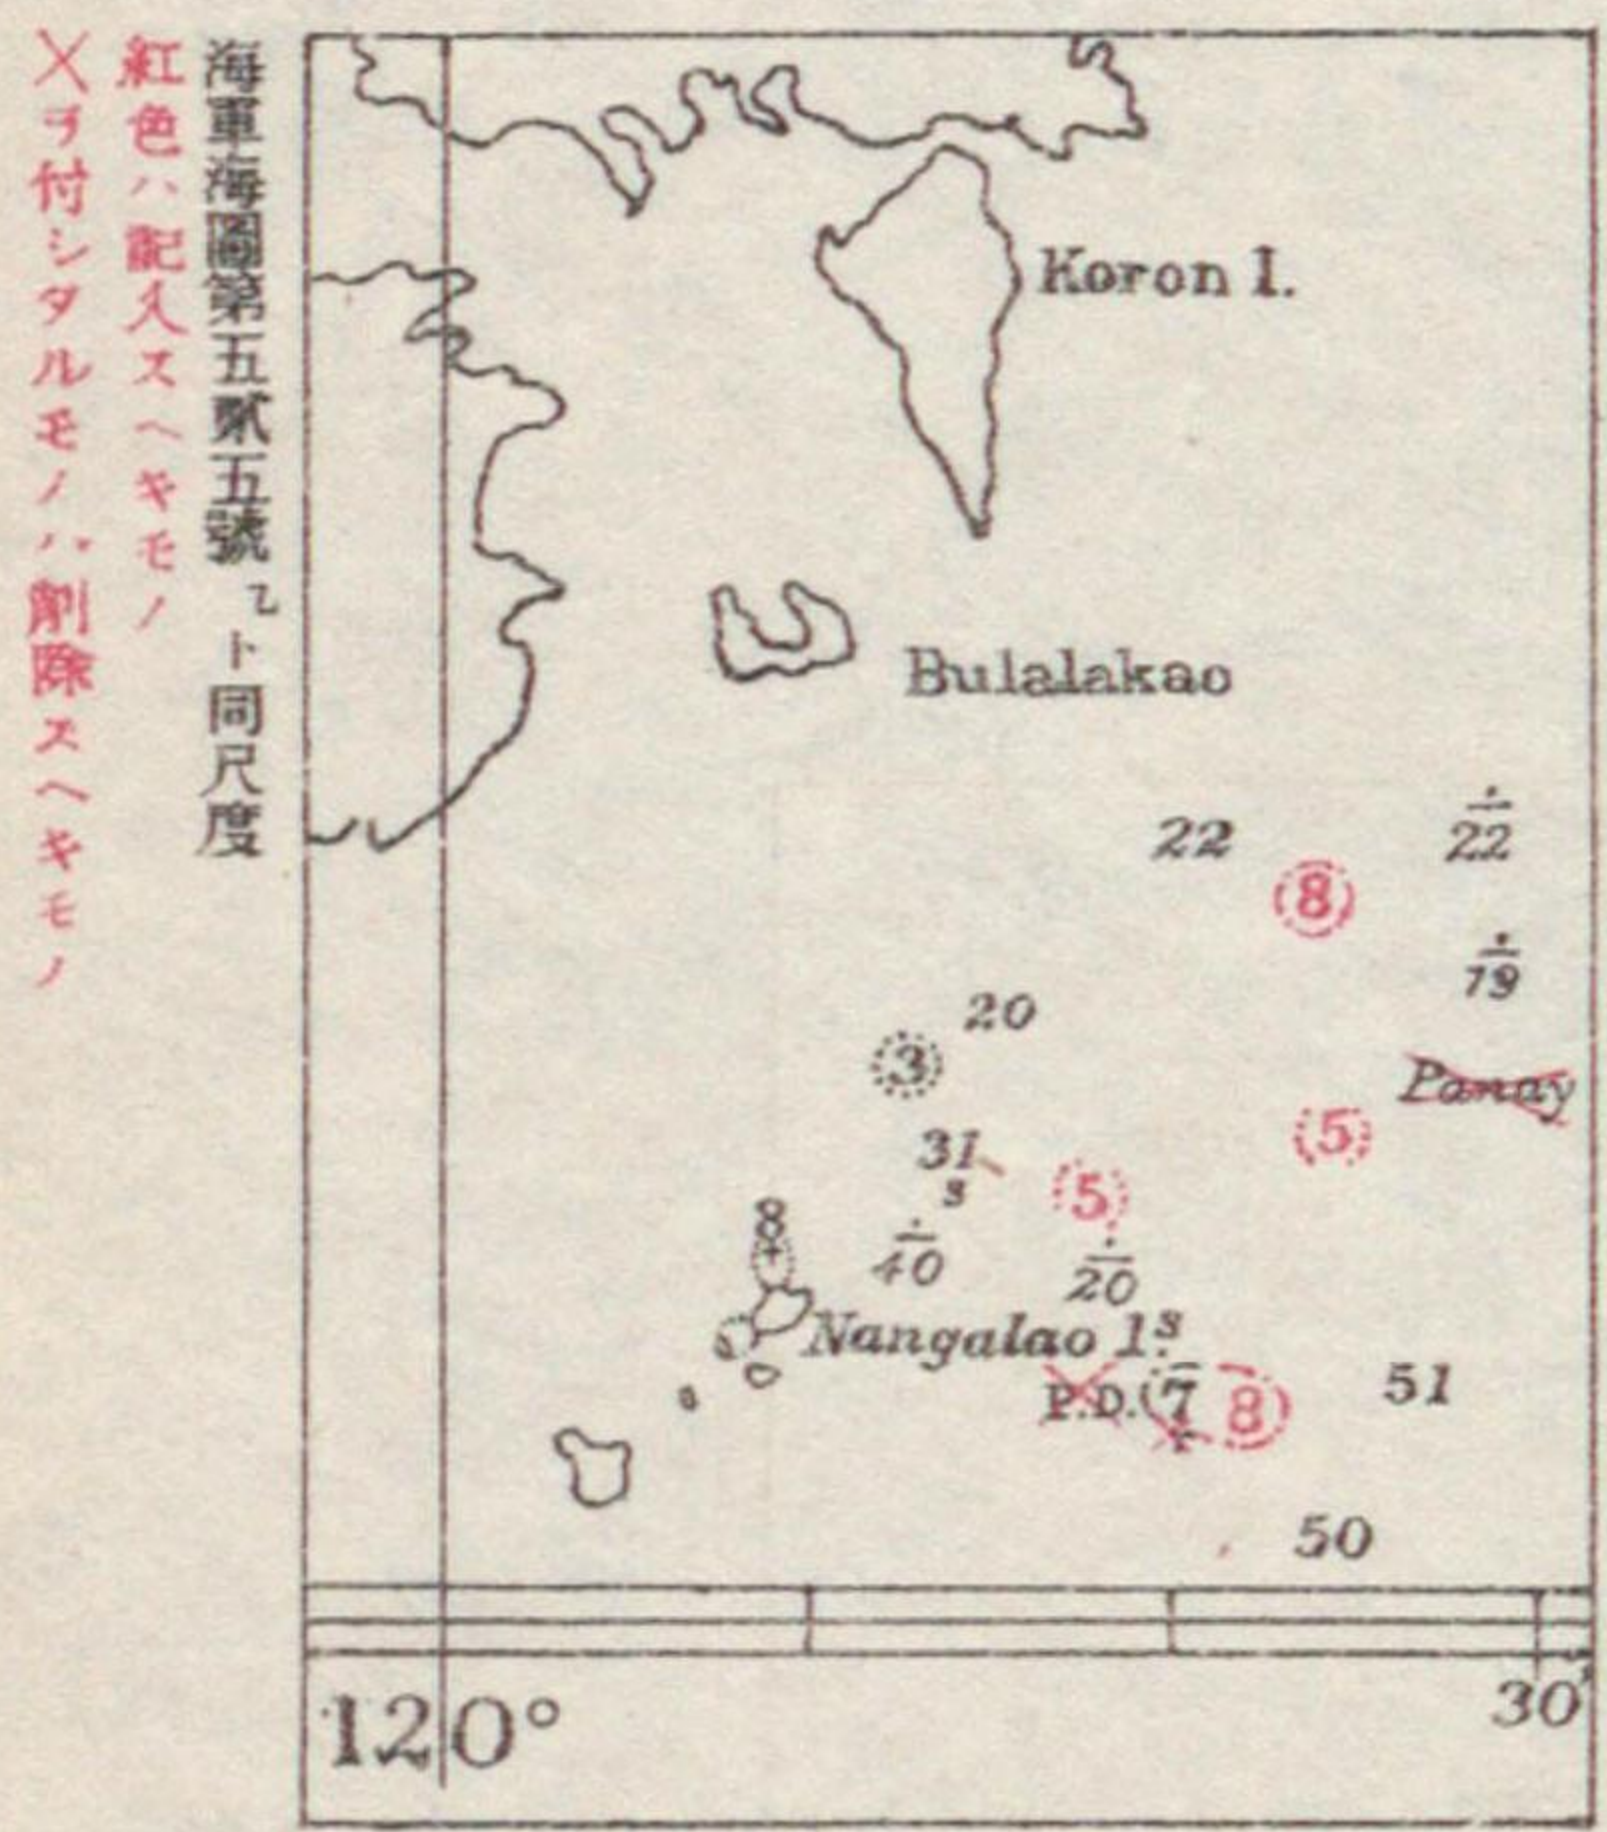 海軍海圖第五貳五號乙ト同尺度
紅色ハ記入スヘキモノ
×ヲ付シタルモノハ削除スヘキモノ
Koron I.
Bulalakao
22
22
8
19
20
3
Panay
5
31
s
5
8
40
20
Nangalao Is.
P.D. 7 8
51
50
120°
30'